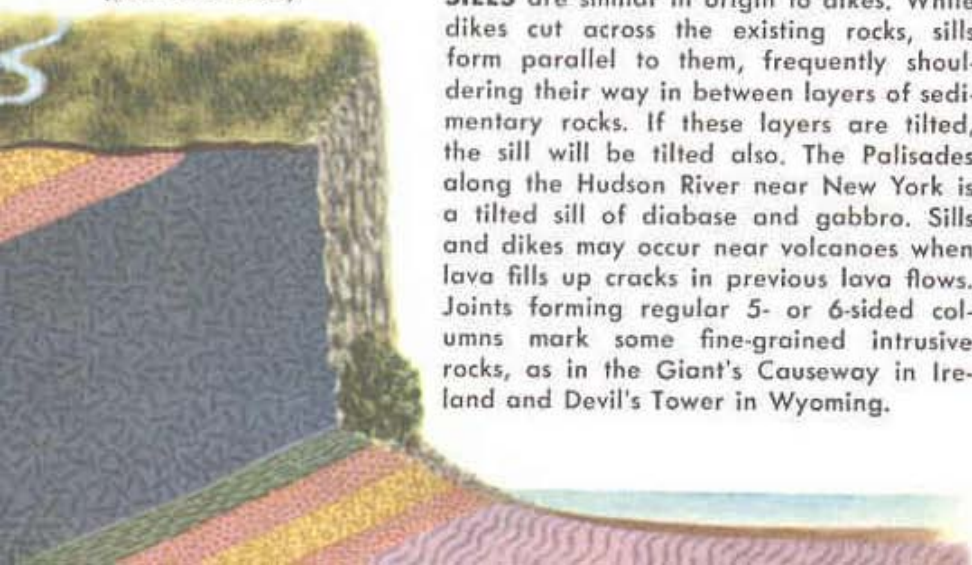 SILLS are similar in origin to dikes. While
dikes cut across the existing rocks, sills
form parallel to them, frequently shoul-
dering their way in between layers of sedi-
mentary rocks. If these layers are tilted,
the sill will be tilted also. The Palisades
along the Hudson River near New York is
a tilted sill of diabase and gabbro. Sills
and dikes may occur near volcanoes when
lava fills up cracks in previous lava flows.
Joints forming regular 5- or 6-sided col-
umns mark some fine-grained intrusive
rocks, as in the Giant's Causeway in Ire-
land and Devil's Tower in Wyoming.